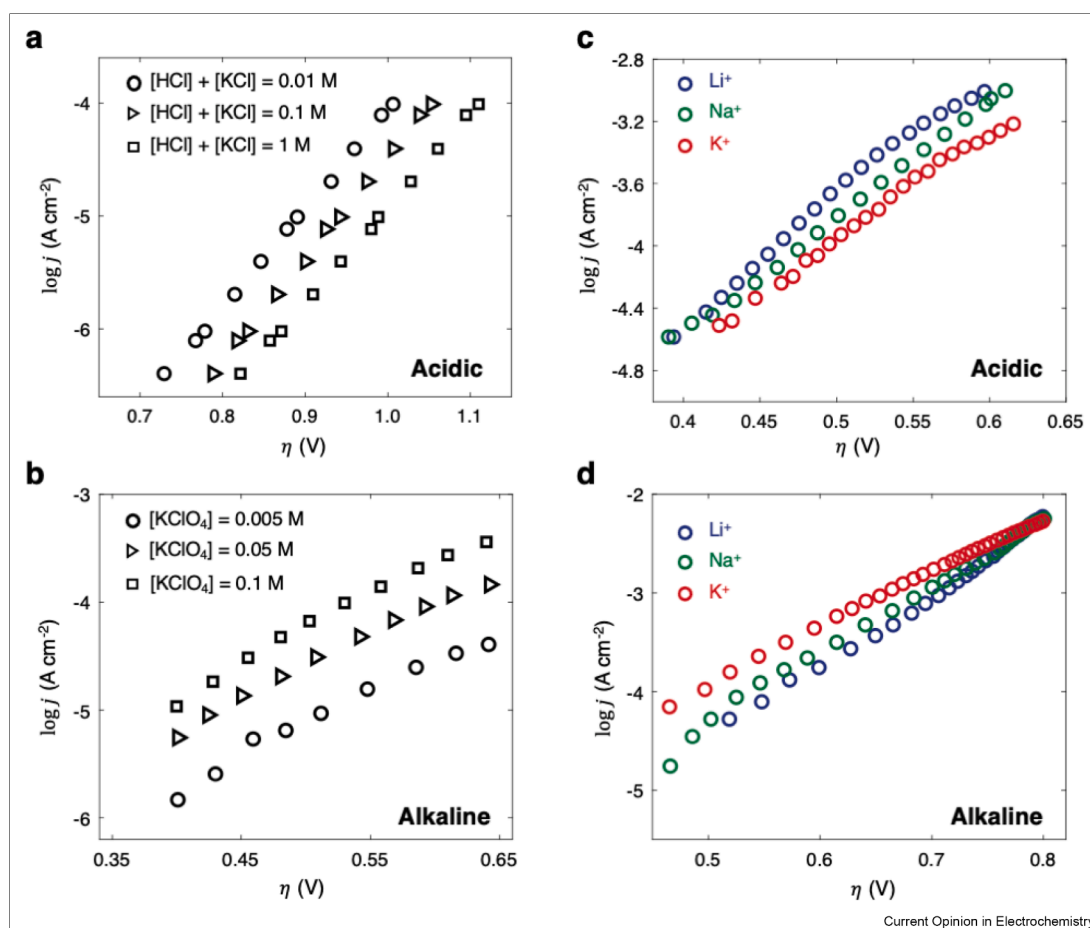 a
[HCl] + [KCl] = 0.01 M
[HCl] + [KCl] = 0.1 M
[HCl] + [KCl] = 1 M
-4
-5
-6
log j (A cm⁻²)
Acidic
0.7 0.8 0.9 1.0 1.1
η (V)
c
Li⁺
Na⁺
K⁺
-2.8
-3.2
-3.6
-4
-4.4
-4.8
log j (A cm⁻²)
Acidic
0.4 0.45 0.5 0.55 0.6 0.65
η (V)
b
[KClO₄] = 0.005 M
[KClO₄] = 0.05 M
[KClO₄] = 0.1 M
-3
-4
-5
-6
log j (A cm⁻²)
Alkaline
0.35 0.45 0.55 0.65
η (V)
d
Li⁺
Na⁺
K⁺
-2
-3
-4
-5
log j (A cm⁻²)
Alkaline
0.5 0.6 0.7 0.8
η (V)
Current Opinion in Electrochemistry